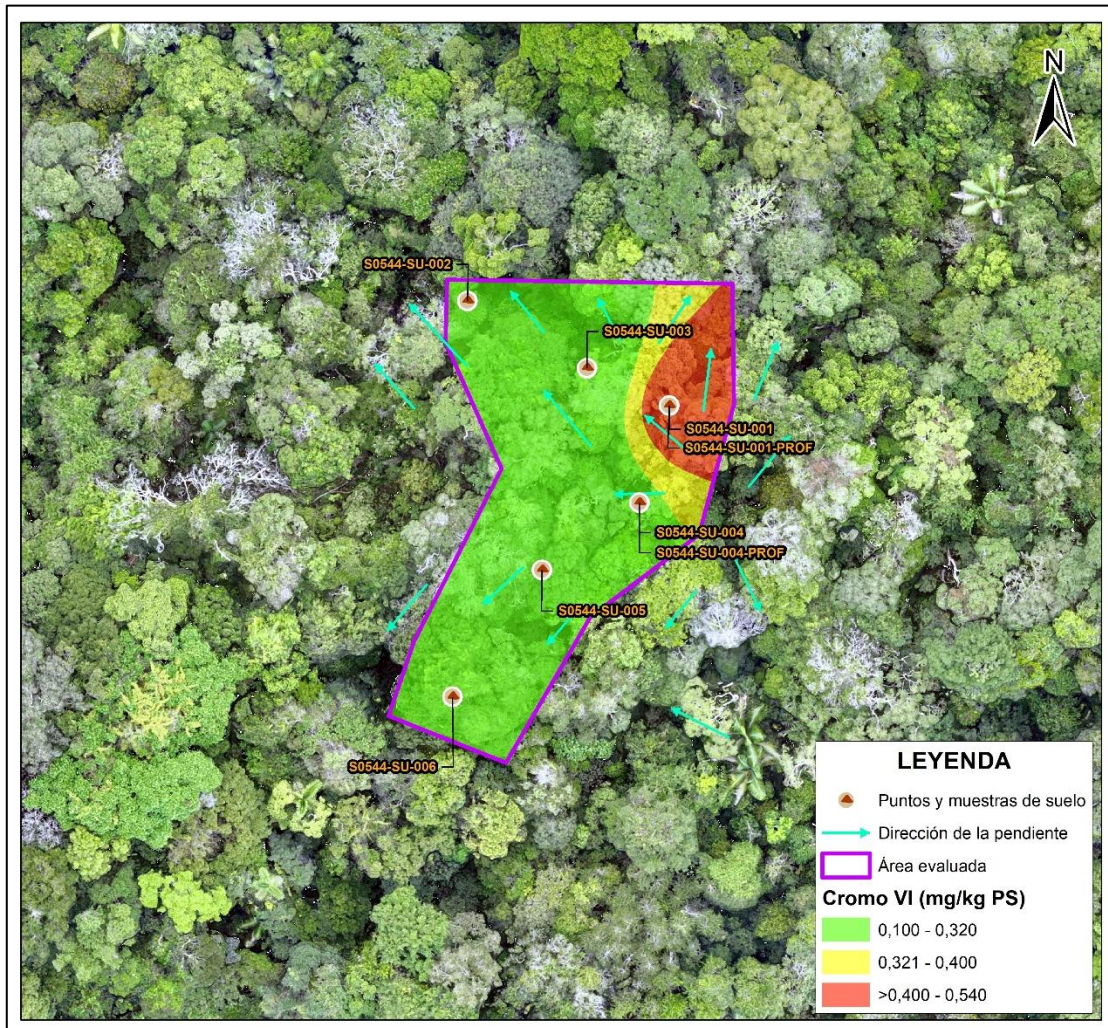 N
S0544-SU-002
S0544-SU-003
S0544-SU-001
S0544-SU-001-PROF
S0544-SU-004
S0544-SU-004-PROF
S0544-SU-005
S0544-SU-006
LEYENDA
Puntos y muestras de suelo
Dirección de la pendiente
Área evaluada
Cromo VI (mg/kg PS)
0,100 - 0,320
0,321 - 0,400
>0,400 - 0,540